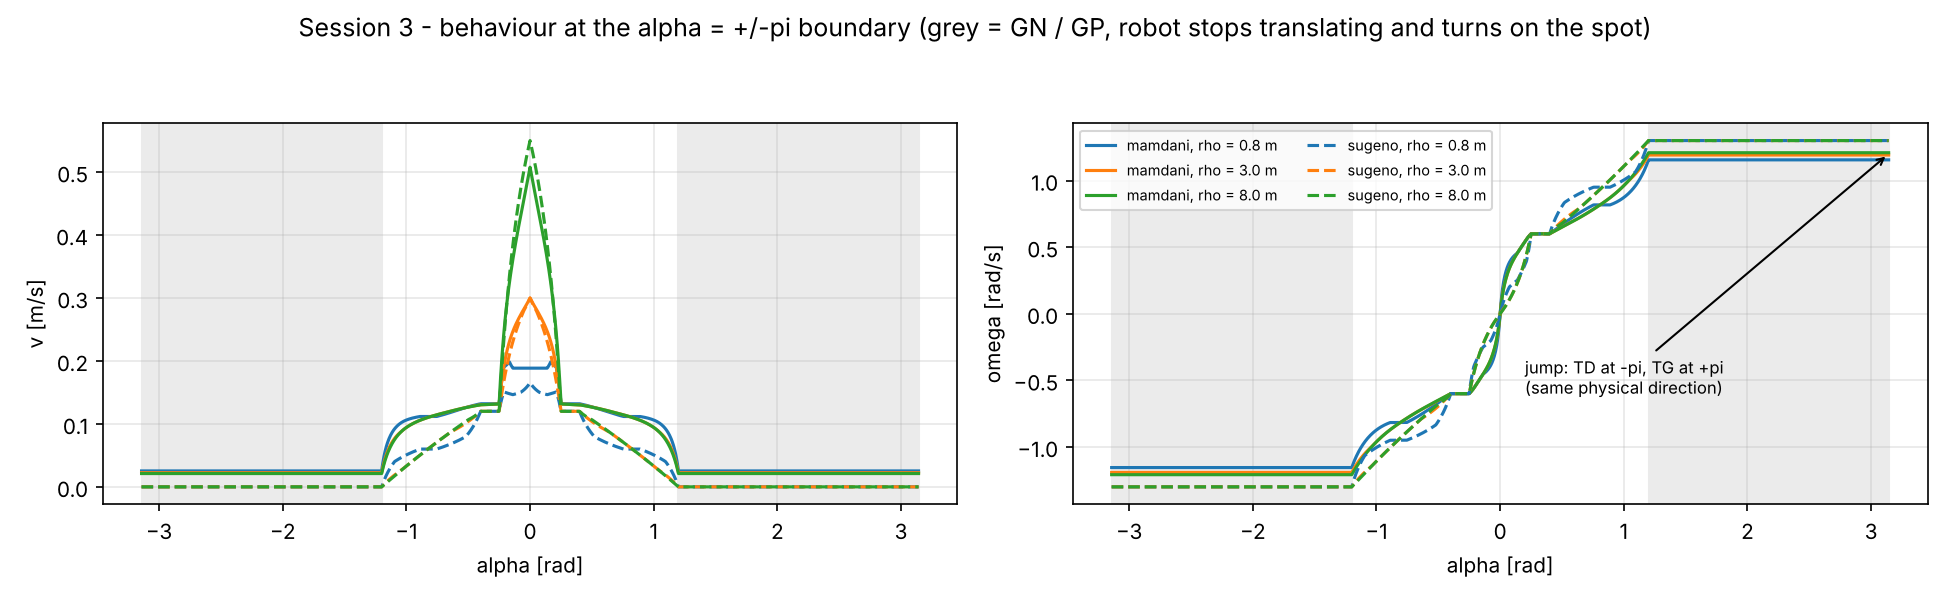 Session 3 - behaviour at the alpha = +/-pi boundary (grey = GN / GP, robot stops translating and turns on the spot)
v [m/s]
0.5
0.4
0.3
0.2
0.1
0.0
−3 −2 −1 0 1 2 3
alpha [rad]
omega [rad/s]
1.0
0.5
0.0
−0.5
−1.0
mamdani, rho = 0.8 m
mamdani, rho = 3.0 m
mamdani, rho = 8.0 m
sugeno, rho = 0.8 m
sugeno, rho = 3.0 m
sugeno, rho = 8.0 m
jump: TD at -pi, TG at +pi
(same physical direction)
−3 −2 −1 0 1 2 3
alpha [rad]